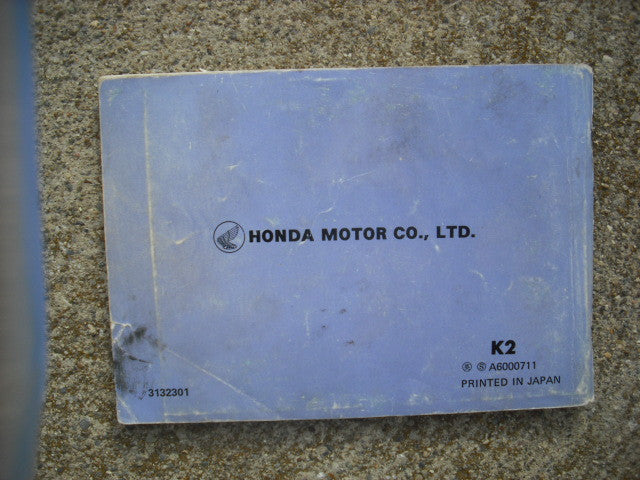 HONDA MOTOR CO., LTD.
K2
A6000711
3132301
PRINTED IN JAPAN